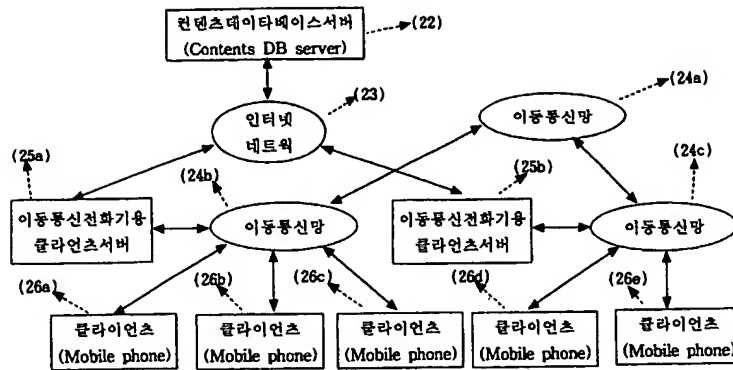 컨텐츠데이타베이스서버
(Contents DB server)
(22)
(23)
(24a)
인터넷
네트웍
이동통신망
(25a)
(24b)
(25b)
(24c)
이동통신전화기용
클라언츠서버
이동통신망
이동통신전화기용
클라언츠서버
이동통신망
(26a)
(26b)
(26c)
(26d)
(26e)
클라이언츠
(Mobile phone)
클라이언츠
(Mobile phone)
클라이언츠
(Mobile phone)
클라이언츠
(Mobile phone)
클라이언츠
(Mobile phone)